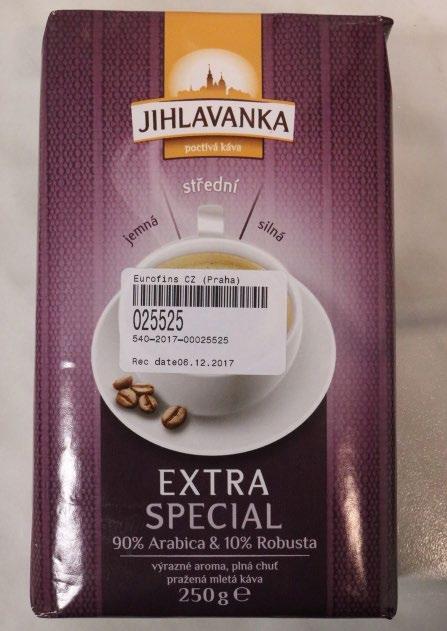 JIHLAVANKA
poctivá káva
střední
jemná
silná
Eurofins CZ (Praha)
025525
540-2017-00025525
Rec date06.12.2017
EXTRA
SPECIAL
90% Arabica & 10% Robusta
výrazné aroma, plná chuť
pražená mletá káva
250 g ℮